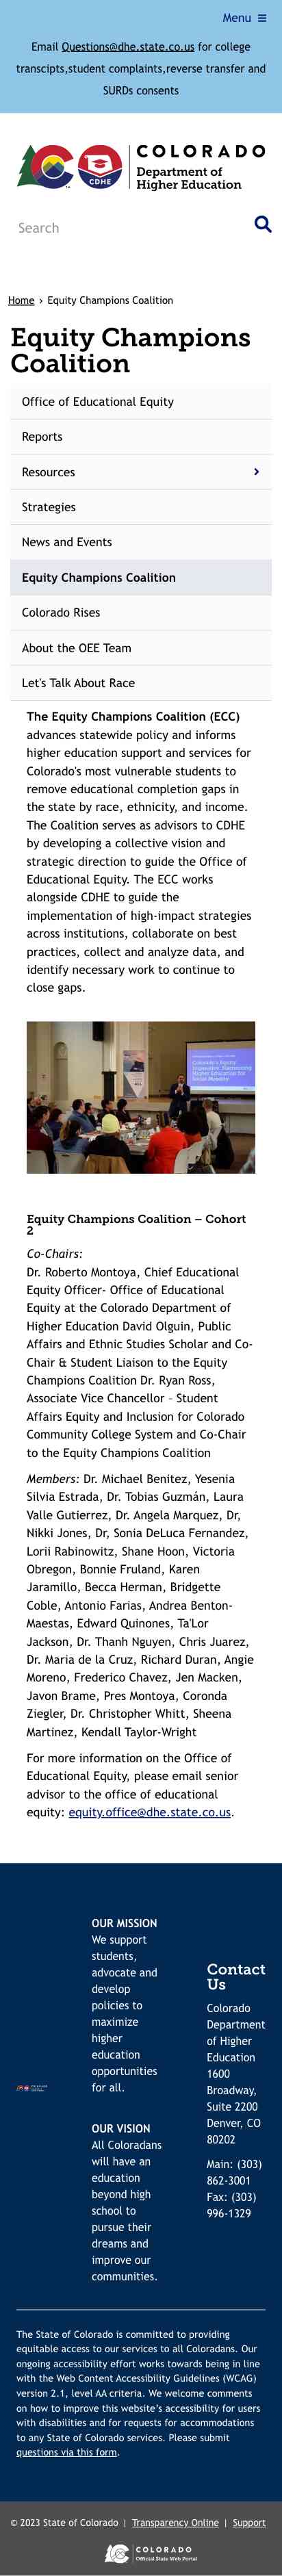 Menu ≡
Email Questions@dhe.state.co.us for college
transcipts,student complaints,reverse transfer and
SURDs consents
COLORADO
CDHE
Department of
Higher Education
Search
Home › Equity Champions Coalition
Equity Champions
Coalition
Office of Educational Equity
Reports
Resources
Strategies
News and Events
Equity Champions Coalition
Colorado Rises
About the OEE Team
Let's Talk About Race
The Equity Champions Coalition (ECC)
advances statewide policy and informs
higher education support and services for
Colorado's most vulnerable students to
remove educational completion gaps in
the state by race, ethnicity, and income.
The Coalition serves as advisors to CDHE
by developing a collective vision and
strategic direction to guide the Office of
Educational Equity. The ECC works
alongside CDHE to guide the
implementation of high-impact strategies
across institutions, collaborate on best
practices, collect and analyze data, and
identify necessary work to continue to
close gaps.
Equity Champions Coalition – Cohort
2
Co-Chairs:
Dr. Roberto Montoya, Chief Educational
Equity Officer- Office of Educational
Equity at the Colorado Department of
Higher Education David Olguin, Public
Affairs and Ethnic Studies Scholar and Co-
Chair & Student Liaison to the Equity
Champions Coalition Dr. Ryan Ross,
Associate Vice Chancellor – Student
Affairs Equity and Inclusion for Colorado
Community College System and Co-Chair
to the Equity Champions Coalition
Members: Dr. Michael Benitez, Yesenia
Silvia Estrada, Dr. Tobias Guzmán, Laura
Valle Gutierrez, Dr. Angela Marquez, Dr,
Nikki Jones, Dr, Sonia DeLuca Fernandez,
Lorii Rabinowitz, Shane Hoon, Victoria
Obregon, Bonnie Fruland, Karen
Jaramillo, Becca Herman, Bridgette
Coble, Antonio Farias, Andrea Benton-
Maestas, Edward Quinones, Ta'Lor
Jackson, Dr. Thanh Nguyen, Chris Juarez,
Dr. Maria de la Cruz, Richard Duran, Angie
Moreno, Frederico Chavez, Jen Macken,
Javon Brame, Pres Montoya, Coronda
Ziegler, Dr. Christopher Whitt, Sheena
Martinez, Kendall Taylor-Wright
For more information on the Office of
Educational Equity, please email senior
advisor to the office of educational
equity: equity.office@dhe.state.co.us.
OUR MISSION
We support
students,
advocate and
develop
policies to
maximize
higher
education
opportunities
for all.
OUR VISION
All Coloradans
will have an
education
beyond high
school to
pursue their
dreams and
improve our
communities.
Contact
Us
Colorado
Department
of Higher
Education
1600
Broadway,
Suite 2200
Denver, CO
80202
Main: (303)
862-3001
Fax: (303)
996-1329
The State of Colorado is committed to providing
equitable access to our services to all Coloradans. Our
ongoing accessibility effort works towards being in line
with the Web Content Accessibility Guidelines (WCAG)
version 2.1, level AA criteria. We welcome comments
on how to improve this website's accessibility for users
with disabilities and for requests for accommodations
to any State of Colorado services. Please submit
questions via this form.
© 2023 State of Colorado | Transparency Online | Support
COLORADO
Official State Web Portal